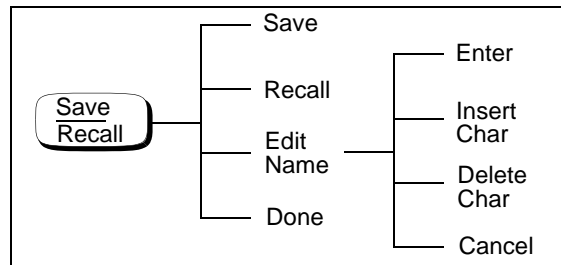 Save
Recall
Save
Recall
Edit
Name
Done
Enter
Insert
Char
Delete
Char
Cancel